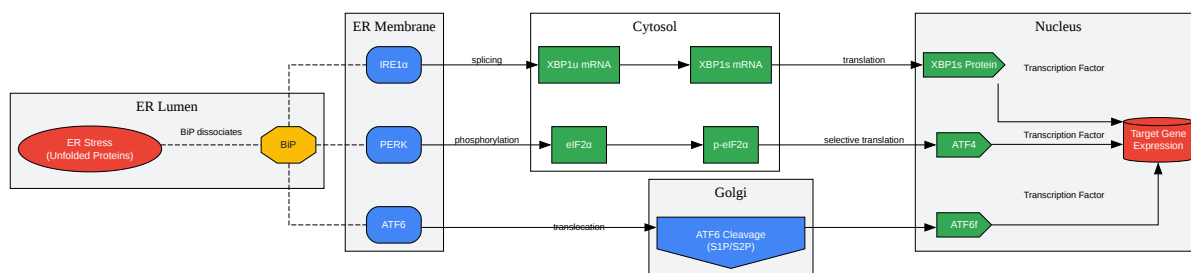 ER Membrane
Cytosol
Nucleus
IRE1α
splicing
XBP1u mRNA
XBP1s mRNA
translation
XBP1s Protein
Transcription Factor
ER Lumen
ER Stress
(Unfolded Proteins)
BiP dissociates
BiP
PERK
phosphorylation
eIF2α
p-eIF2α
selective translation
ATF4
Transcription Factor
Target Gene
Expression
Golgi
ATF6
translocation
ATF6 Cleavage
(S1P/S2P)
ATF6f
Transcription Factor